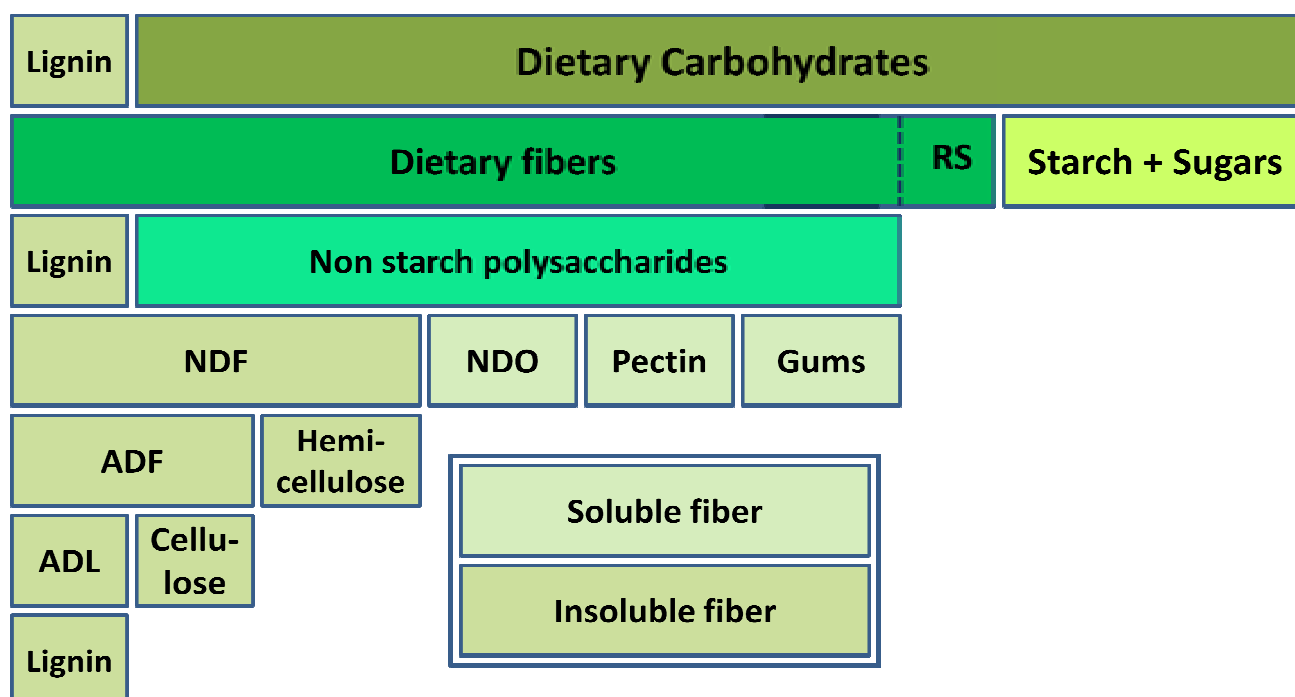 Lignin Dietary Carbohydrates
Dietary fibers RS Starch + Sugars
Lignin Non starch polysaccharides
NDF NDO Pectin Gums
ADF
Hemi-
cellulose
Soluble fiber
ADL
Cellu-
lose
Insoluble fiber
Lignin